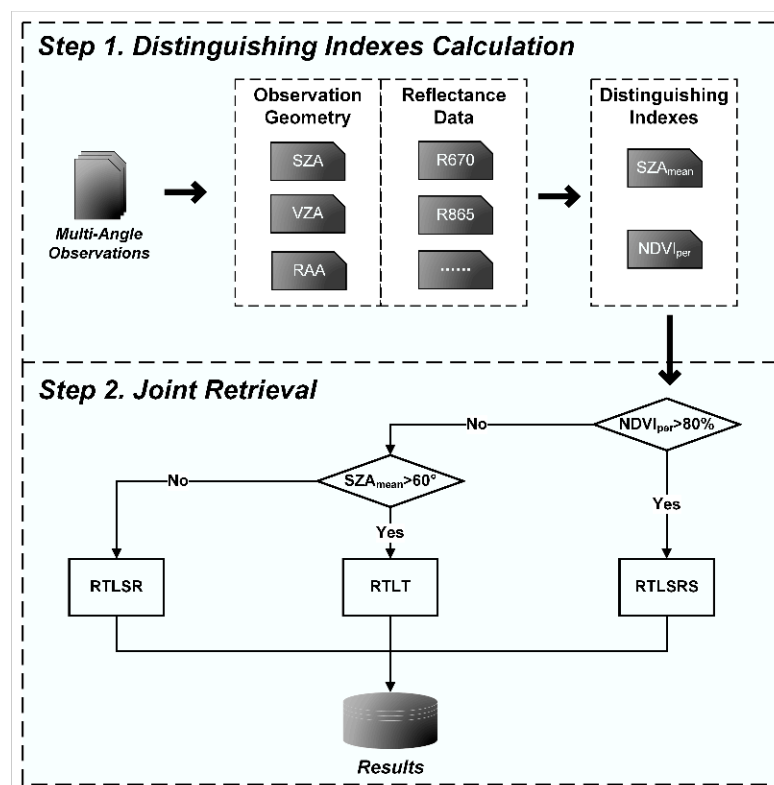 Step 1. Distinguishing Indexes Calculation
Observation
Geometry
Reflectance
Data
Distinguishing
Indexes
SZA
VZA
RAA
R670
R865
......
SZAmean
NDVIper
Multi-Angle
Observations
Step 2. Joint Retrieval
NDVIper>80%
No
Yes
SZAmean>60°
No
Yes
RTLSR
RTLT
RTLSRS
Results